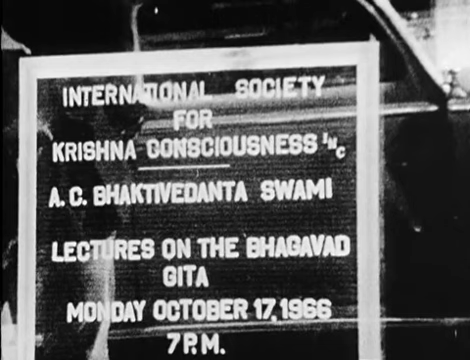 INTERNATIONAL SOCIETY
FOR
KRISHNA CONSCIOUSNESS INC
A. C. BHAKTIVEDANTA SWAMI
LECTURES ON THE BHAGAVAD
GITA
MONDAY OCTOBER 17, 1966
7 P.M.